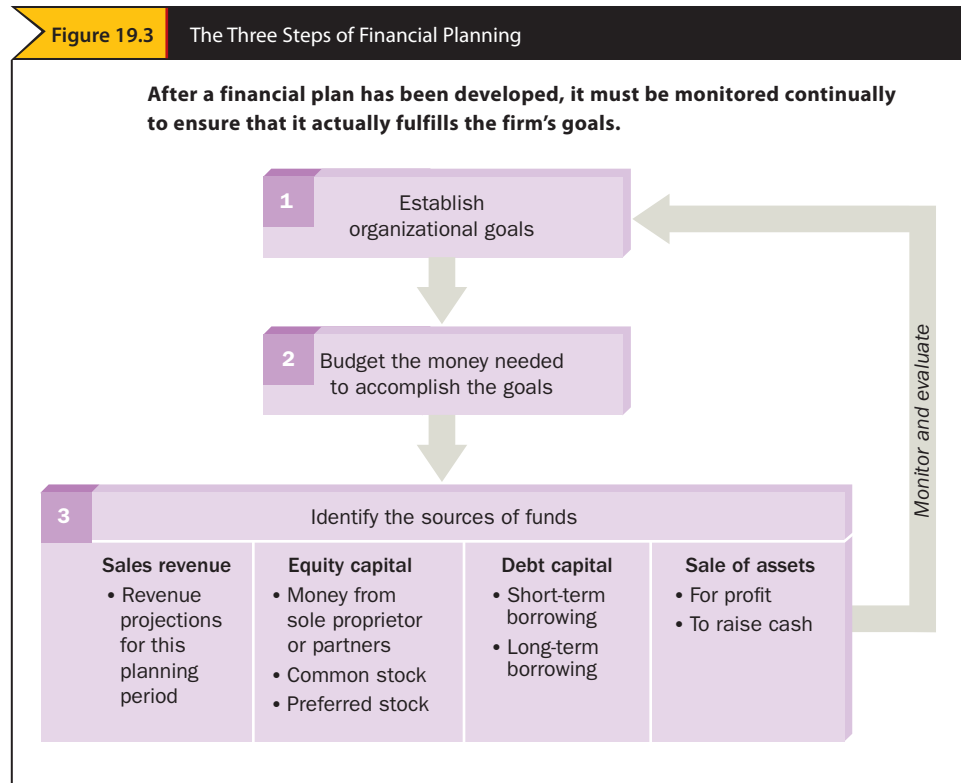 Figure 19.3
The Three Steps of Financial Planning
After a financial plan has been developed, it must be monitored continually
to ensure that it actually fulfills the firm’s goals.
1
Establish
organizational goals
2
Budget the money needed
to accomplish the goals
3
Identify the sources of funds
Sales revenue
• Revenue
projections
for this
planning
period
Equity capital
• Money from
sole proprietor
or partners
• Common stock
• Preferred stock
Debt capital
• Short-term
borrowing
• Long-term
borrowing
Sale of assets
• For profit
• To raise cash
Monitor and evaluate